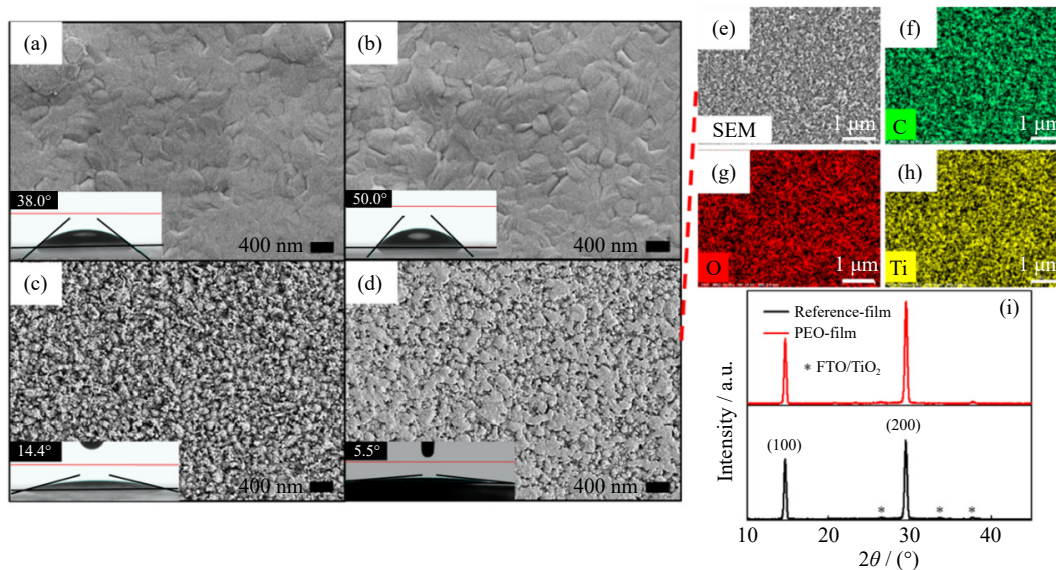 (a)
38.0°
400 nm
(b)
50.0°
400 nm
(c)
14.4°
400 nm
(d)
5.5°
400 nm
(e)
SEM
1 μm
(f)
C
1 μm
(g)
O
1 μm
(h)
Ti
1 μm
(i)
Reference-film
PEO-film
* FTO/TiO₂
(100)
(200)
* * *
Intensity / a.u.
10 20 30 40
2θ / (°)